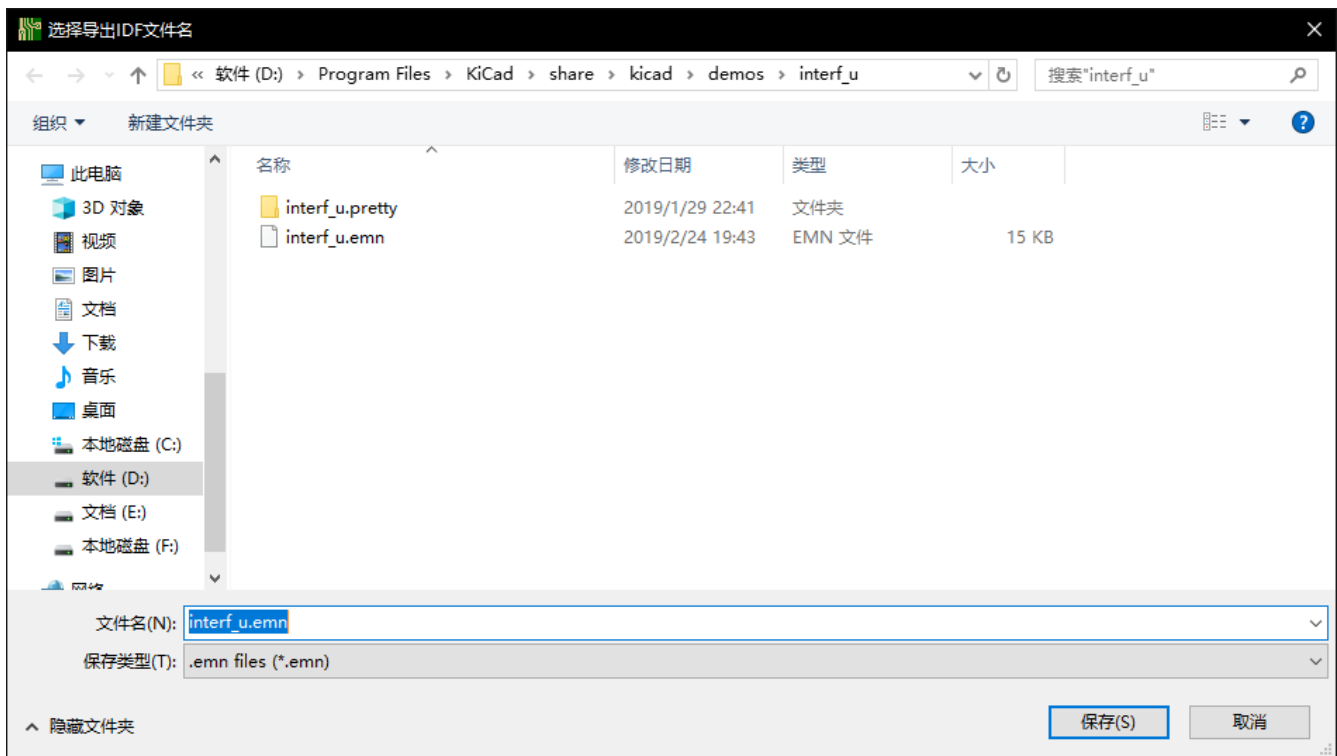 选择导出IDF文件名
« 软件 (D:) › Program Files › KiCad › share › kicad › demos › interf_u
搜索"interf_u"
组织
新建文件夹
名称 修改日期 类型 大小
interf_u.pretty 2019/1/29 22:41 文件夹
interf_u.emn 2019/2/24 19:43 EMN 文件 15 KB
此电脑
3D 对象
视频
图片
文档
下载
音乐
桌面
本地磁盘 (C:)
软件 (D:)
文档 (E:)
本地磁盘 (F:)
网络
文件名(N): interf_u.emn
保存类型(T): .emn files (*.emn)
隐藏文件夹
保存(S) 取消